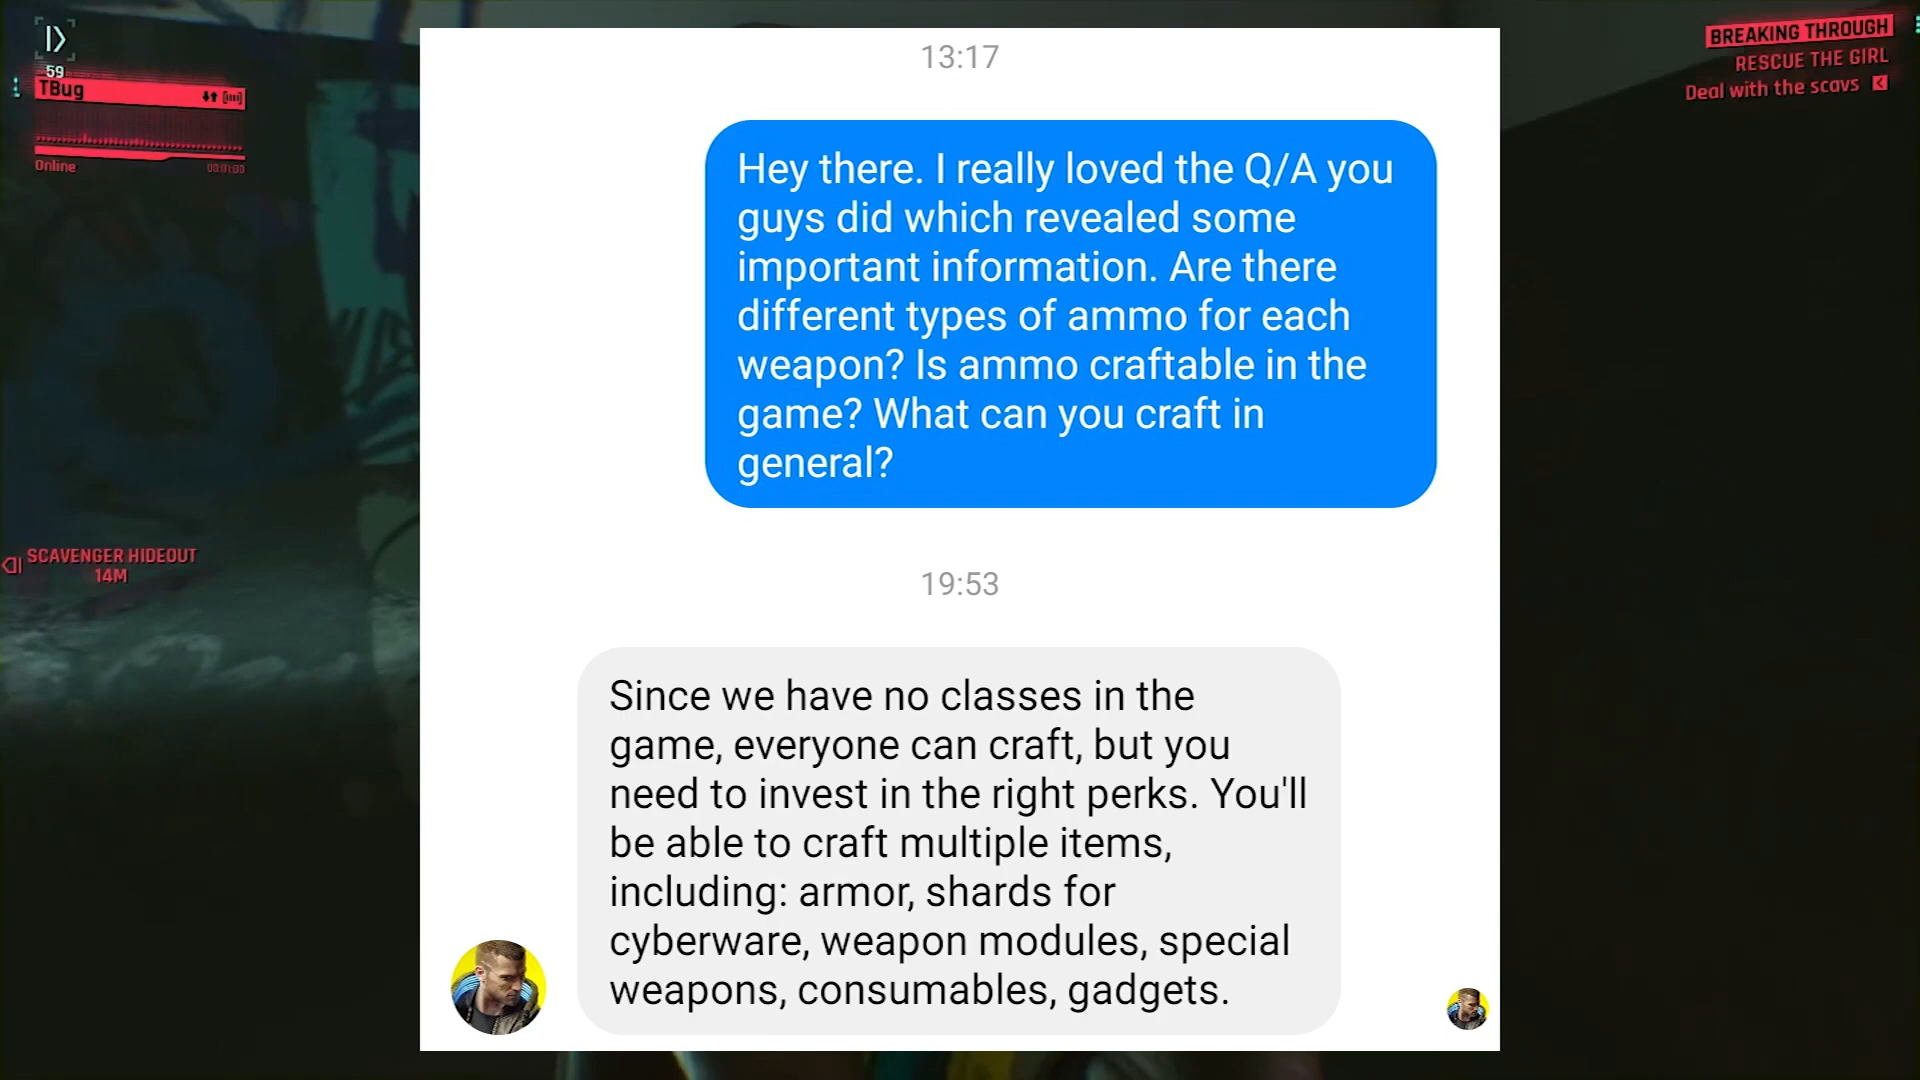 59
TBug
Online
00:01:00
BREAKING THROUGH
RESCUE THE GIRL
Deal with the scavs
SCAVENGER HIDEOUT
14M
13:17
Hey there. I really loved the Q/A you
guys did which revealed some
important information. Are there
different types of ammo for each
weapon? Is ammo craftable in the
game? What can you craft in
general?
19:53
Since we have no classes in the
game, everyone can craft, but you
need to invest in the right perks. You'll
be able to craft multiple items,
including: armor, shards for
cyberware, weapon modules, special
weapons, consumables, gadgets.